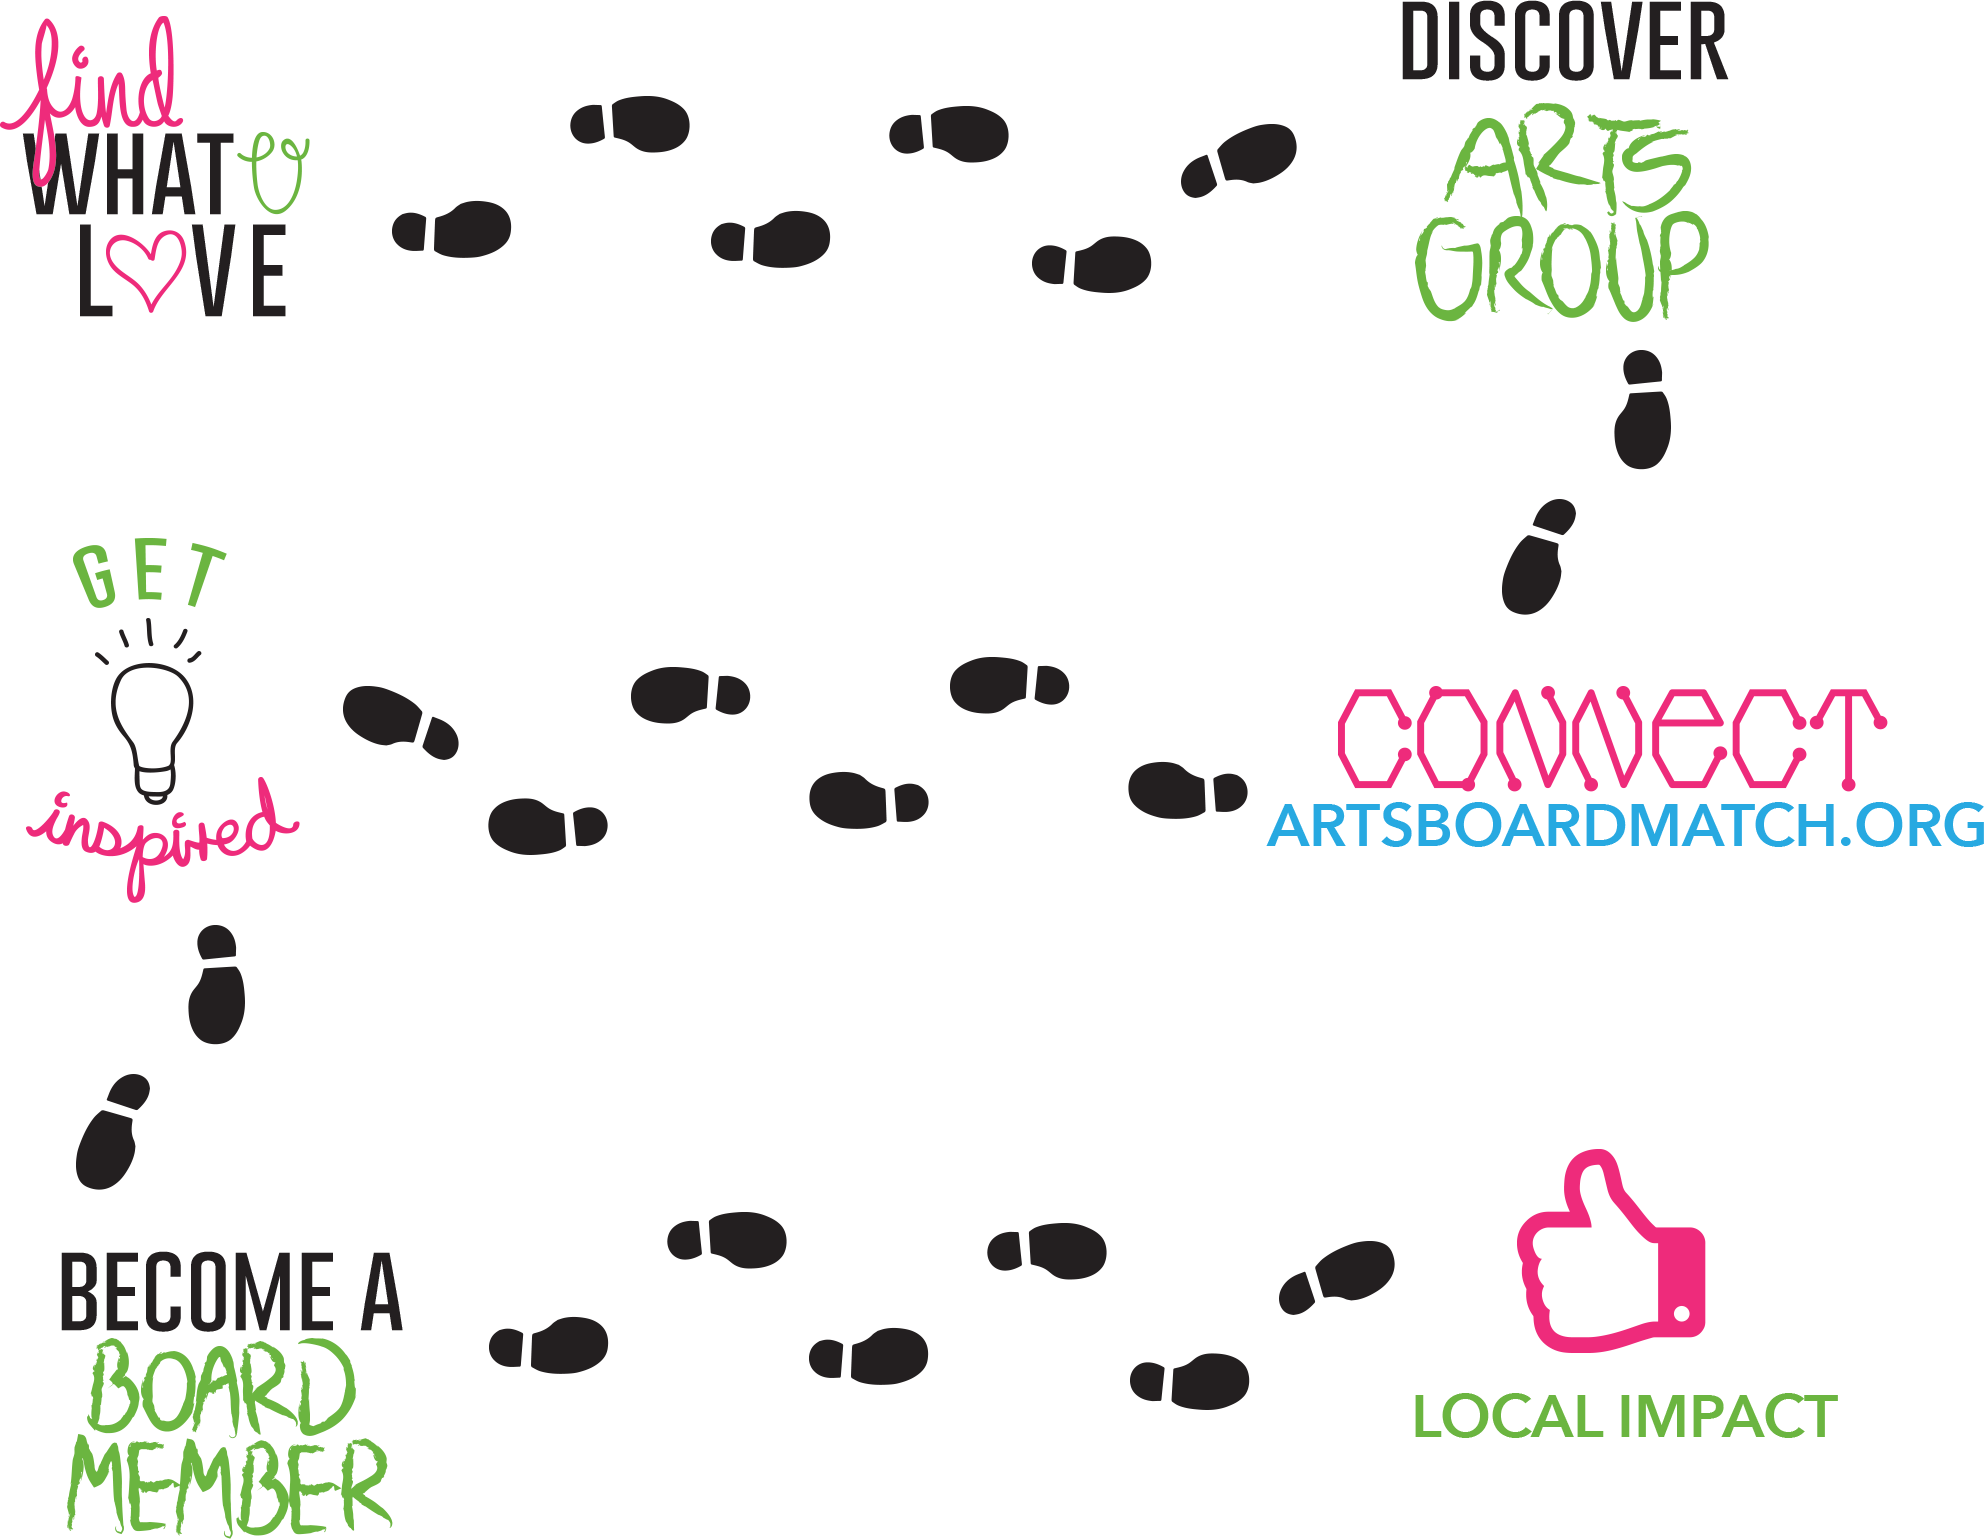 find
WHAT U
LOVE
DISCOVER
ARTS
GROUP
CONNECT
ARTSBOARDMATCH.ORG
GET
inspired
BECOME A
BOARD
MEMBER
LOCAL IMPACT